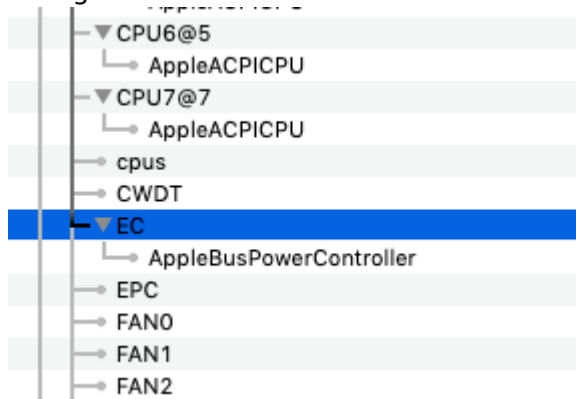 CPU6@5
AppleACPICPU
CPU7@7
AppleACPICPU
cpus
CWDT
EC
AppleBusPowerController
EPC
FAN0
FAN1
FAN2